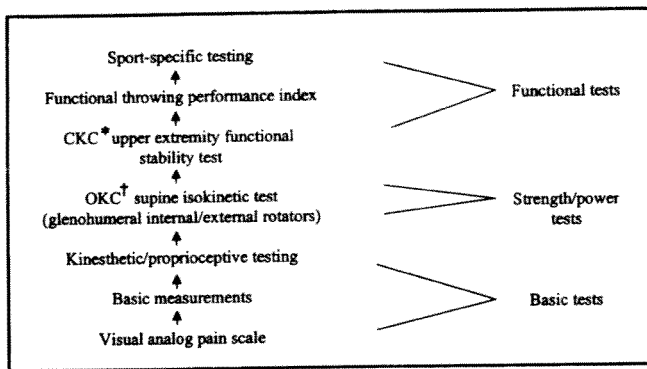 Sport-specific testing
Functional throwing performance index
CKC* upper extremity functional
stability test
OKC† supine isokinetic test
(glenohumeral internal/external rotators)
Kinesthetic/proprioceptive testing
Basic measurements
Visual analog pain scale
Functional tests
Strength/power
tests
Basic tests